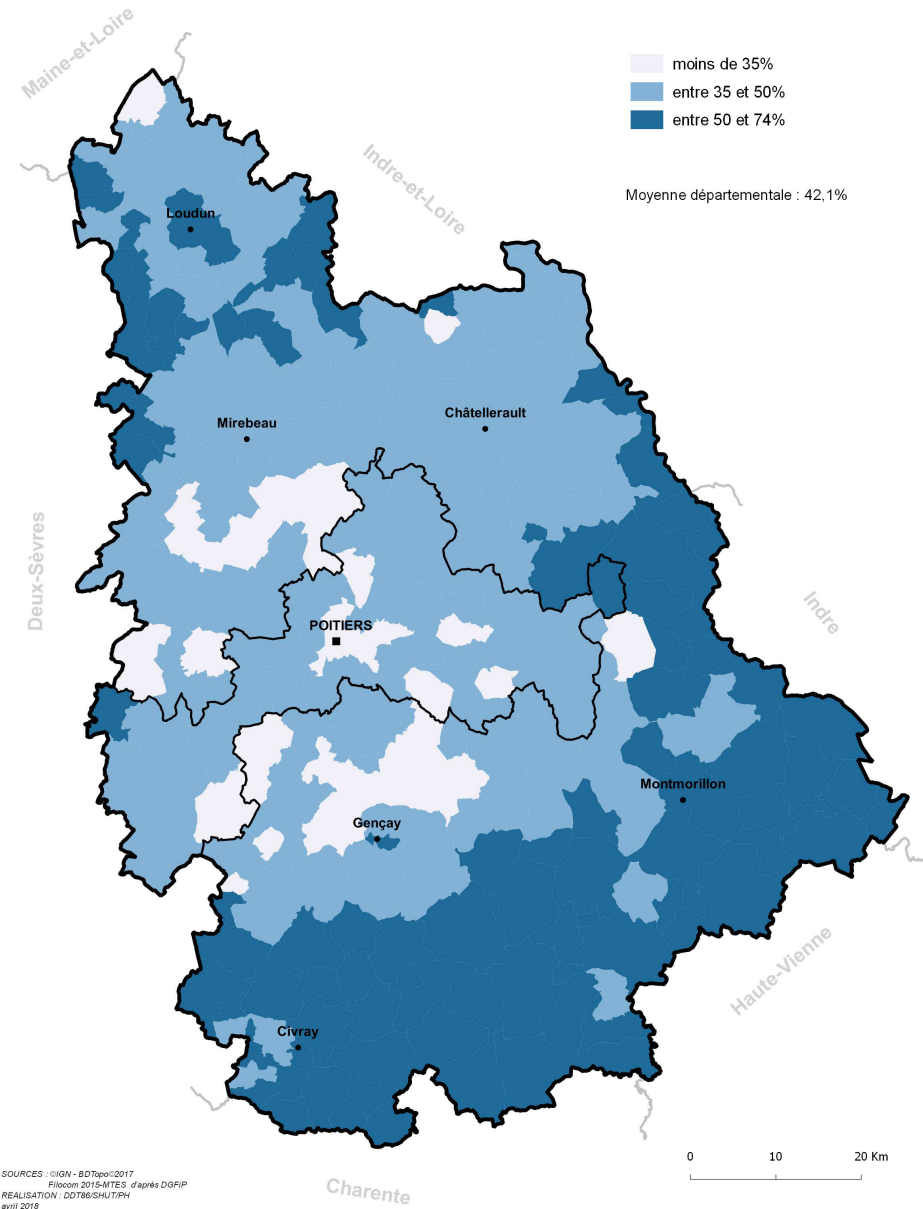 Maine-et-Loire
moins de 35%
entre 35 et 50%
entre 50 et 74%
Indre-et-Loire
Moyenne départementale : 42,1%
Loudun
Châtellerault
Mirebeau
Deux-Sèvres
Indre
POITIERS
Montmorillon
Gençay
Haute-Vienne
Civray
0 10 20 Km
SOURCES : ©IGN - BDTopo©2017
Filocom 2015-MTES d'après DGFiP
REALISATION : DDT86/SHUT/PH
avril 2018
Charente